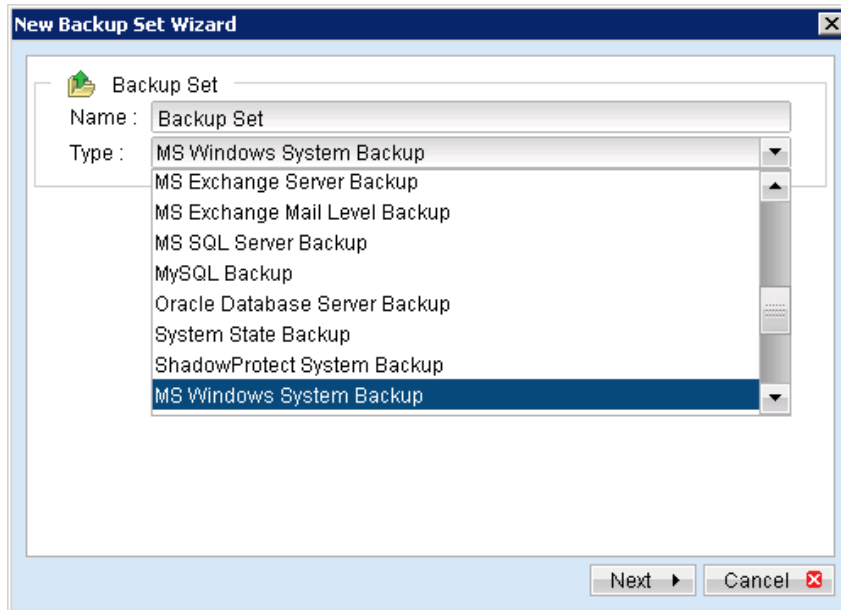 New Backup Set Wizard
Backup Set
Name : Backup Set
Type : MS Windows System Backup
MS Exchange Server Backup
MS Exchange Mail Level Backup
MS SQL Server Backup
MySQL Backup
Oracle Database Server Backup
System State Backup
ShadowProtect System Backup
MS Windows System Backup
Next Cancel